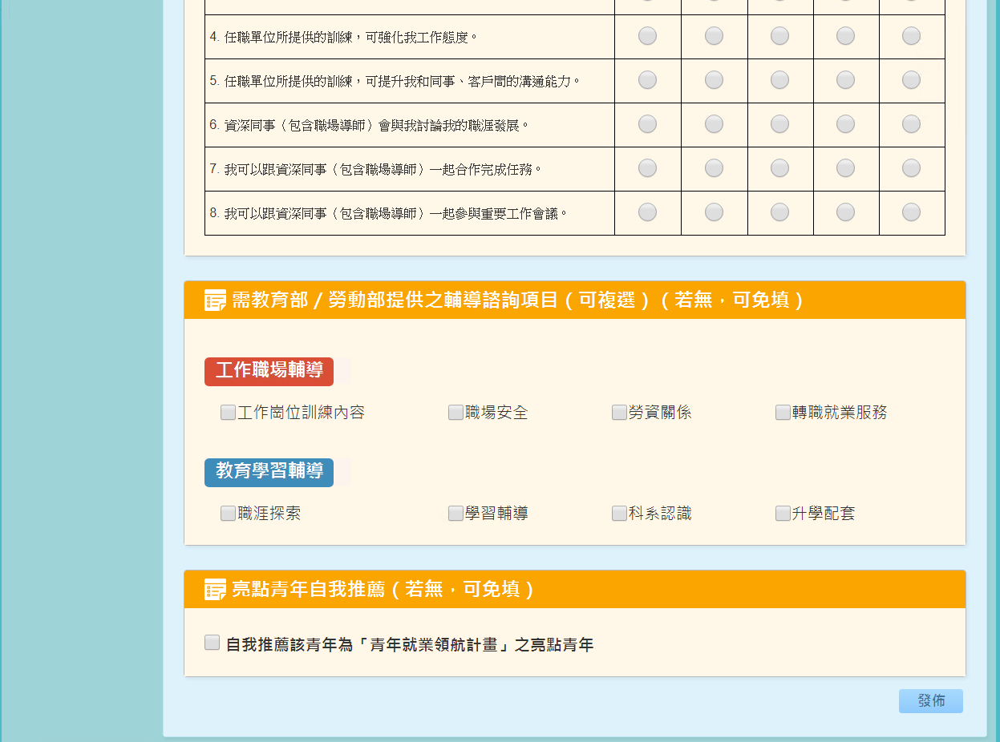 4. 任職單位所提供的訓練，可強化我工作態度。
5. 任職單位所提供的訓練，可提升我和同事、客戶間的溝通能力。
6. 資深同事（包含職場導師）會與我討論我的職涯發展。
7. 我可以跟資深同事（包含職場導師）一起合作完成任務。
8. 我可以跟資深同事（包含職場導師）一起參與重要工作會議。
需教育部 / 勞動部提供之輔導諮詢項目 ( 可複選 ) ( 若無，可免填 )
工作職場輔導
工作崗位訓練內容 職場安全 勞資關係 轉職就業服務
教育學習輔導
職涯探索 學習輔導 科系認識 升學配套
亮點青年自我推薦 ( 若無，可免填 )
自我推薦該青年為「青年就業領航計畫」之亮點青年
發佈